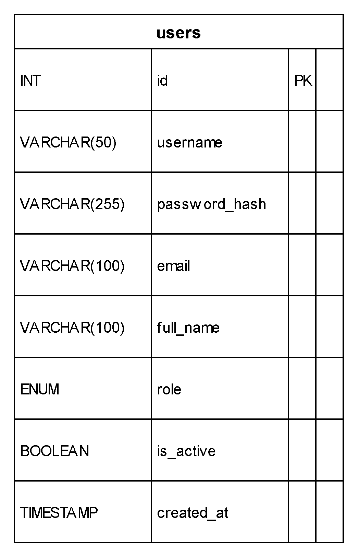 users
INT id PK
VARCHAR(50) username
VARCHAR(255) password_hash
VARCHAR(100) email
VARCHAR(100) full_name
ENUM role
BOOLEAN is_active
TIMESTAMP created_at